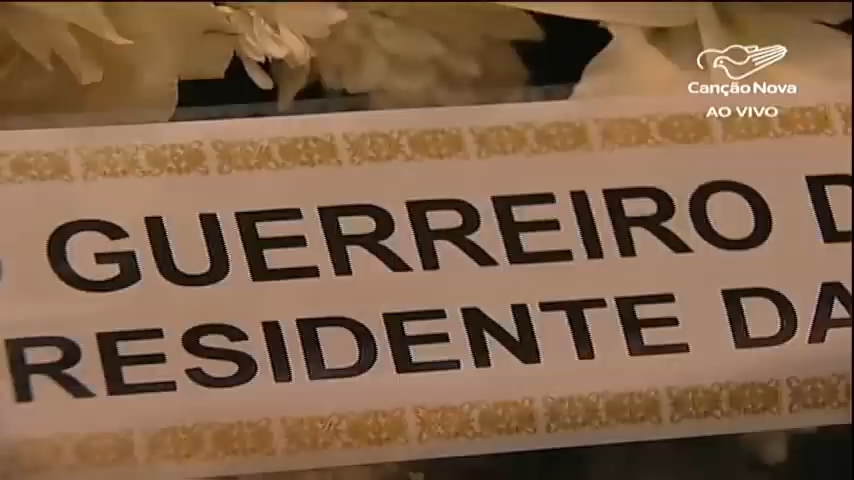 Canção Nova
AO VIVO
GUERREIRO D
RESIDENTE DA